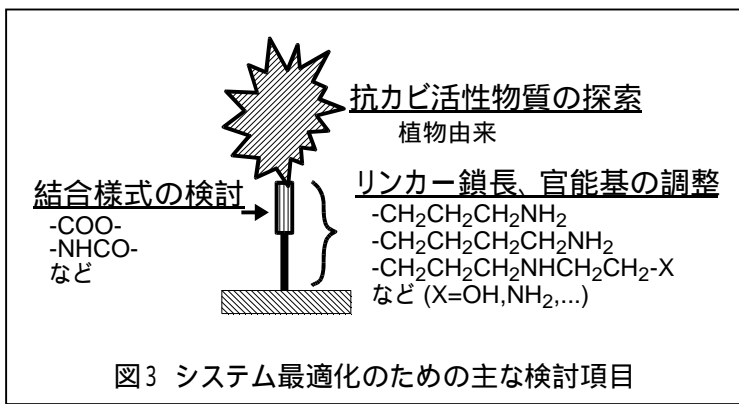 抗カビ活性物質の探索
植物由来
結合様式の検討
-COO-
-NHCO-
など
リンカー鎖長、官能基の調整
-CH₂CH₂CH₂NH₂
-CH₂CH₂CH₂CH₂NH₂
-CH₂CH₂CH₂NHCH₂CH₂-X
など (X=OH,NH₂,...)
図3 システム最適化のための主な検討項目